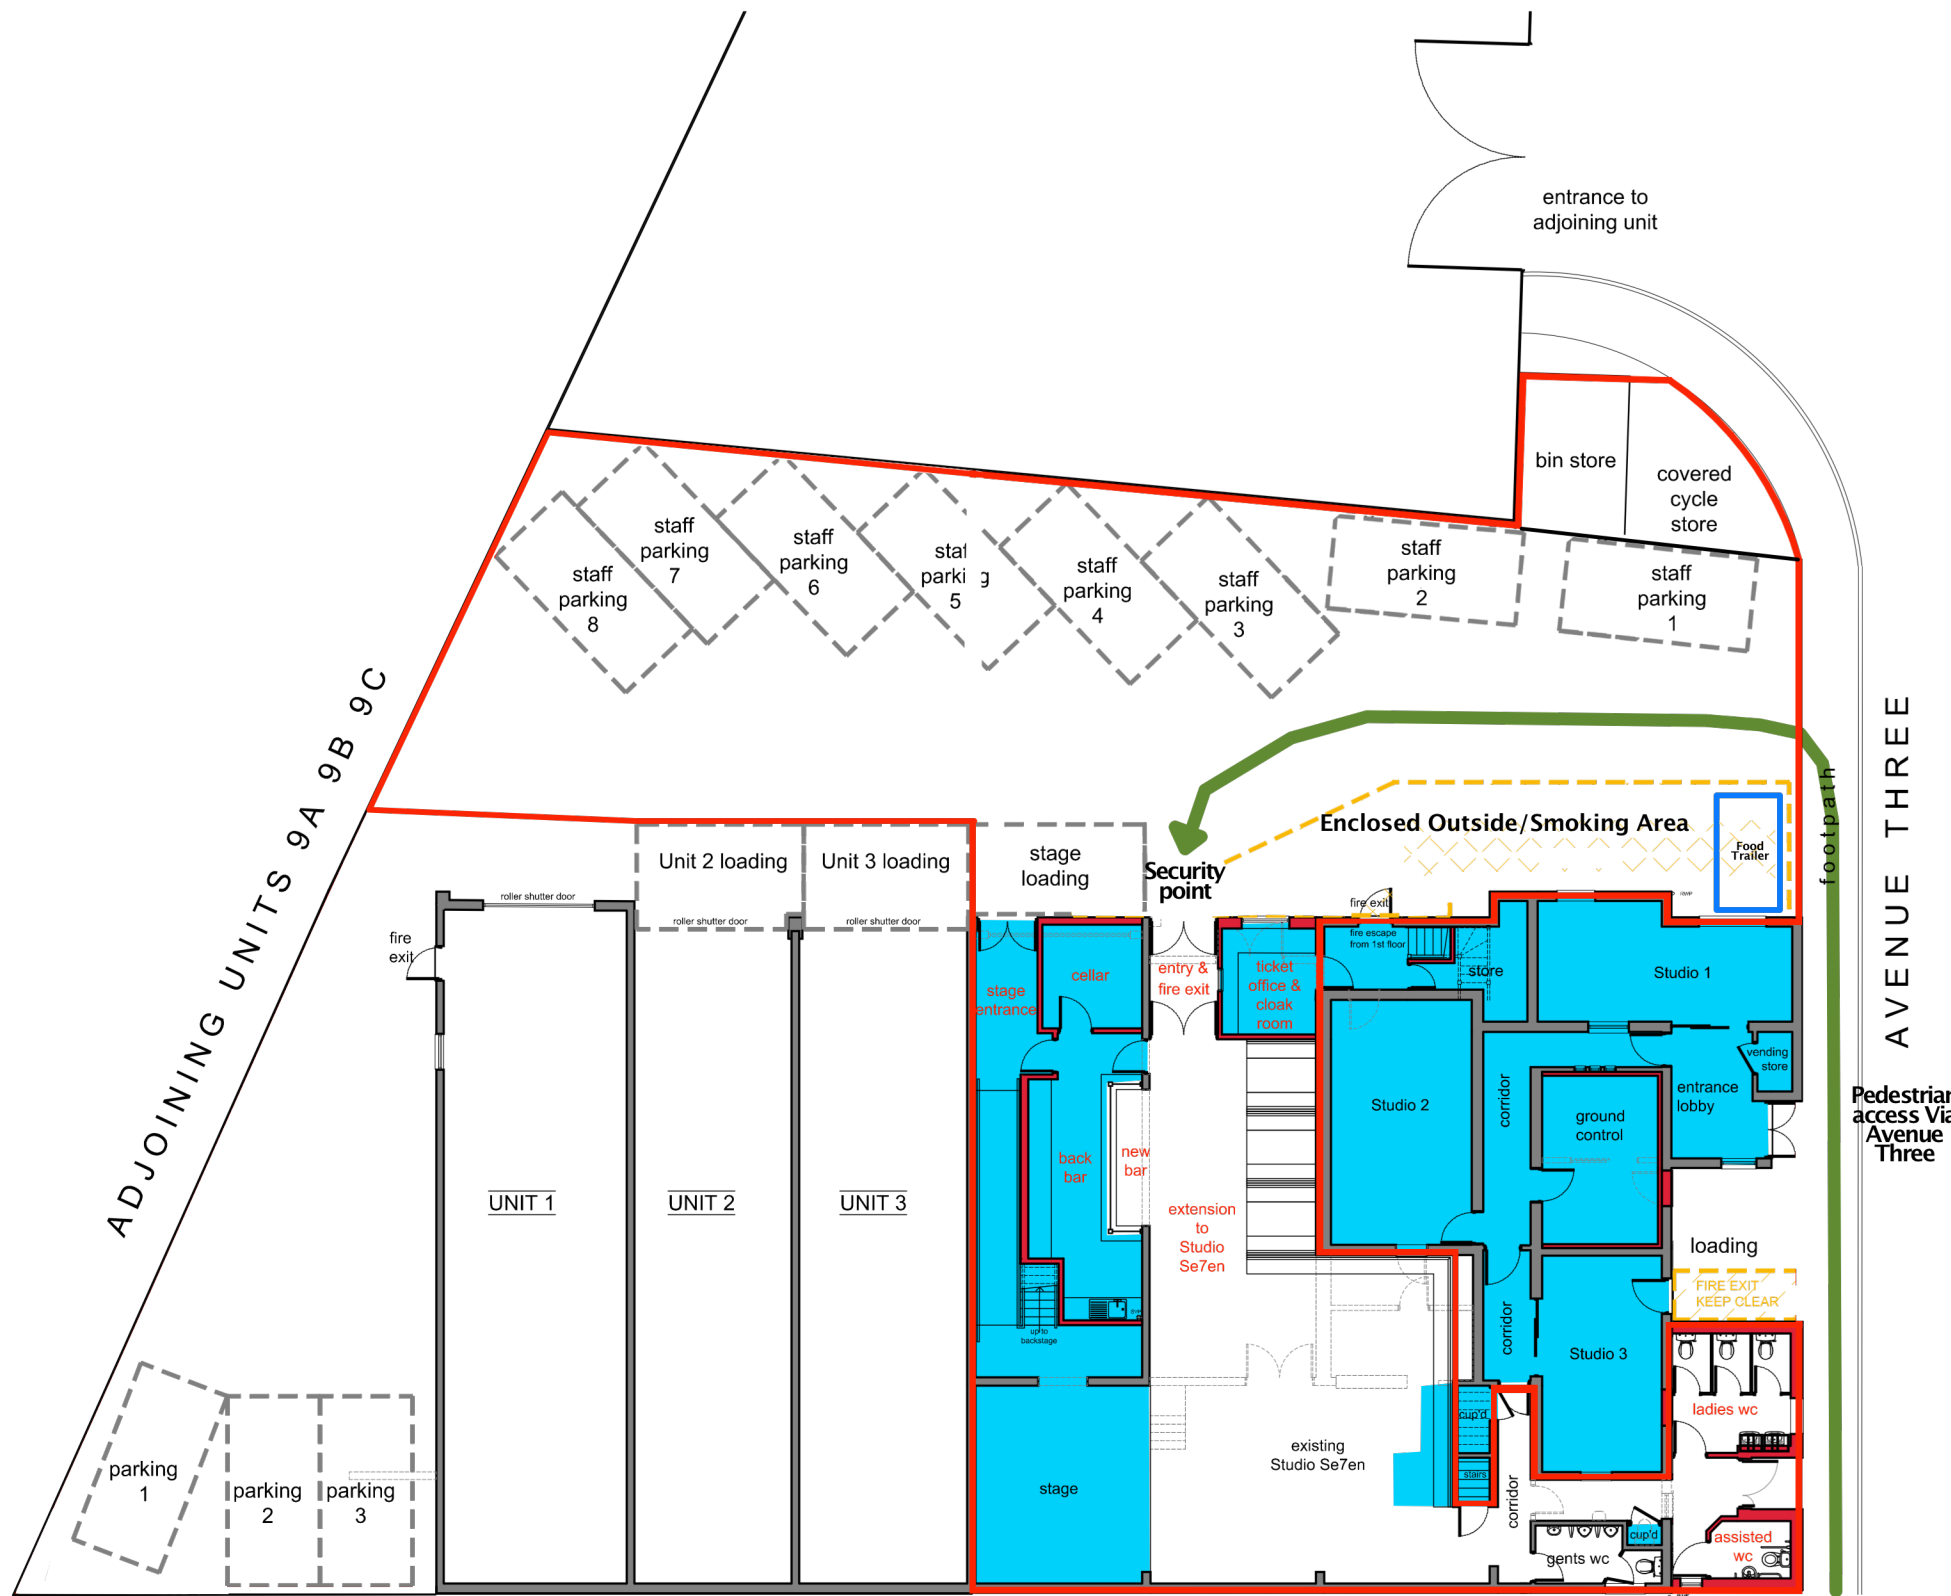 entrance to
adjoining unit
bin store
covered
cycle
store
staff
parking
8
staff
parking
7
staff
parking
6
staf
parki g
5
staff
parking
4
staff
parking
3
staff
parking
2
staff
parking
1
ADJOINING UNITS 9A 9B 9C
AVENUE THREE
footpath
Enclosed Outside/Smoking Area
Food
Trailer
Security
point
Unit 2 loading
Unit 3 loading
stage
loading
roller shutter door
roller shutter door
roller shutter door
fire
exit
fire exit
RWP
fire escape
from 1st floor
store
Studio 1
stage
entrance
cellar
entry &
fire exit
ticket
office &
cloak
room
vending
store
entrance
lobby
Pedestrian
access Via
Avenue
Three
Studio 2
corridor
ground
control
back
bar
new
bar
UNIT 1
UNIT 2
UNIT 3
extension
to
Studio
Se7en
loading
FIRE EXIT
KEEP CLEAR
up to
backstage
corridor
Studio 3
cup'd
ladies wc
existing
Studio Se7en
stairs
stage
corridor
parking
1
parking
2
parking
3
gents wc
cup'd
assisted
wc